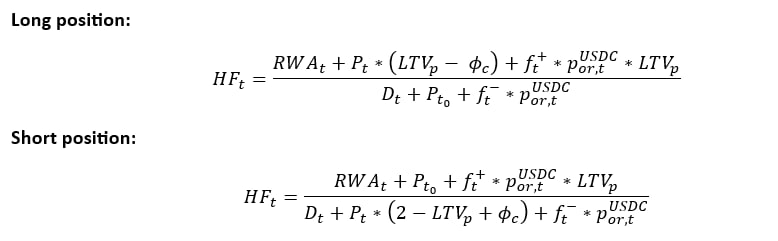 Long position:
HF_t = (RWA_t + P_t * (LTV_p − ϕ_c) + f_t^+ * p_{or,t}^{USDC} * LTV_p) / (D_t + P_{t_0} + f_t^− * p_{or,t}^{USDC})
Short position:
HF_t = (RWA_t + P_{t_0} + f_t^+ * p_{or,t}^{USDC} * LTV_p) / (D_t + P_t * (2 − LTV_p + ϕ_c) + f_t^− * p_{or,t}^{USDC})